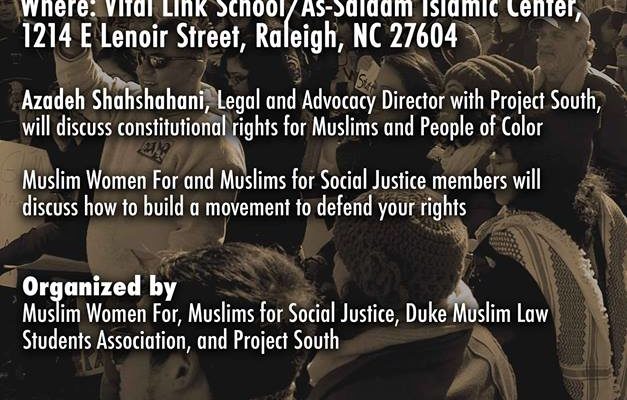 Where: Vital Link School/As-Salaam Islamic Center,
1214 E Lenoir Street, Raleigh, NC 27604
Azadeh Shahshahani, Legal and Advocacy Director with Project South,
will discuss constitutional rights for Muslims and People of Color
Muslim Women For and Muslims for Social Justice members will
discuss how to build a movement to defend your rights
Organized by
Muslim Women For, Muslims for Social Justice, Duke Muslim Law
Students Association, and Project South